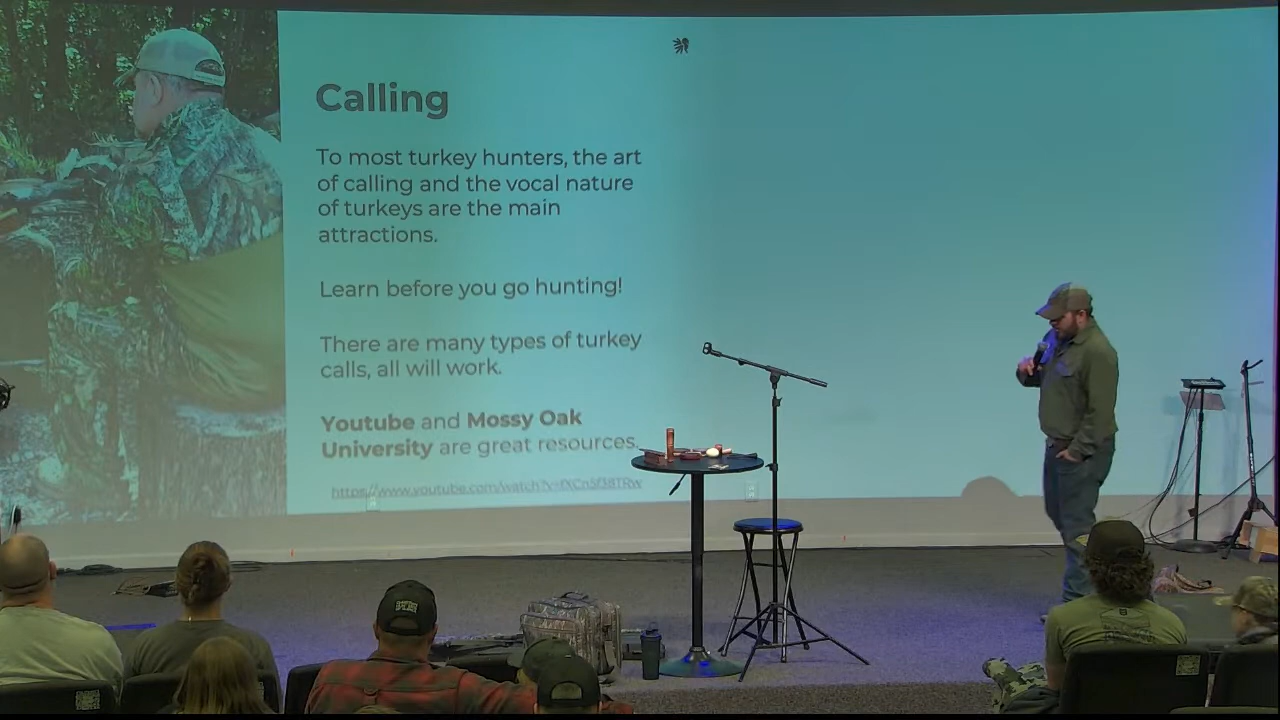 Calling
To most turkey hunters, the art
of calling and the vocal nature
of turkeys are the main
attractions.
Learn before you go hunting!
There are many types of turkey
calls, all will work.
Youtube and Mossy Oak
University are great resources.